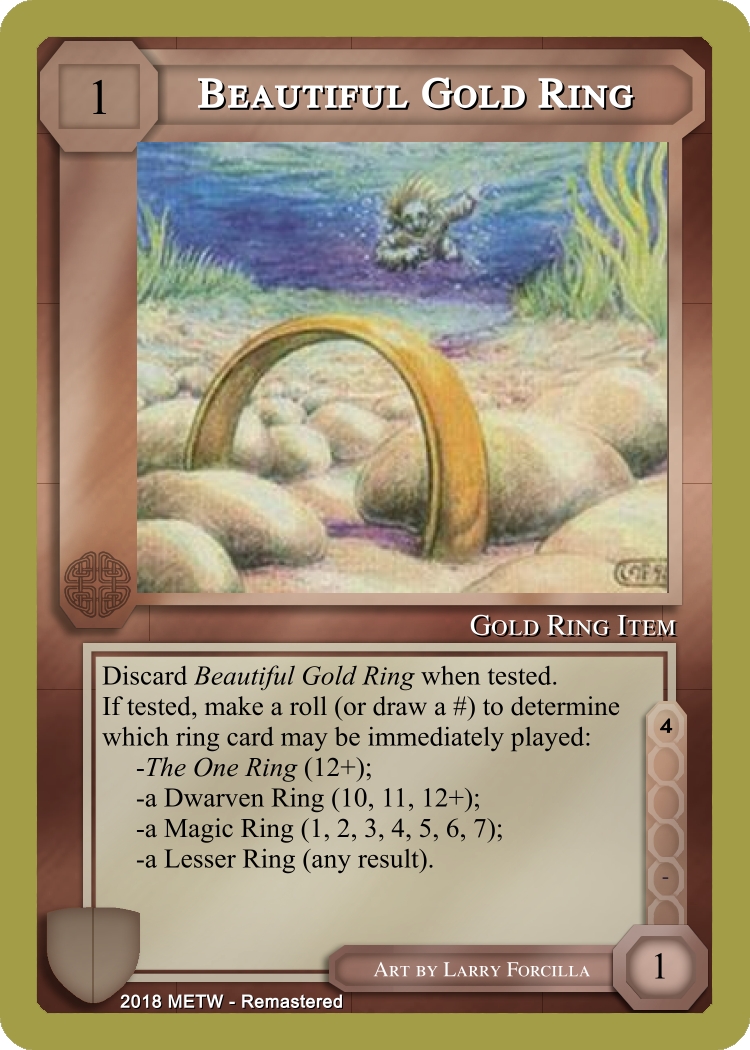 1
Beautiful Gold Ring
Gold Ring Item
Discard Beautiful Gold Ring when tested.
If tested, make a roll (or draw a #) to determine
which ring card may be immediately played:
-The One Ring (12+);
-a Dwarven Ring (10, 11, 12+);
-a Magic Ring (1, 2, 3, 4, 5, 6, 7);
-a Lesser Ring (any result).
4
-
Art by Larry Forcilla
1
2018 METW - Remastered